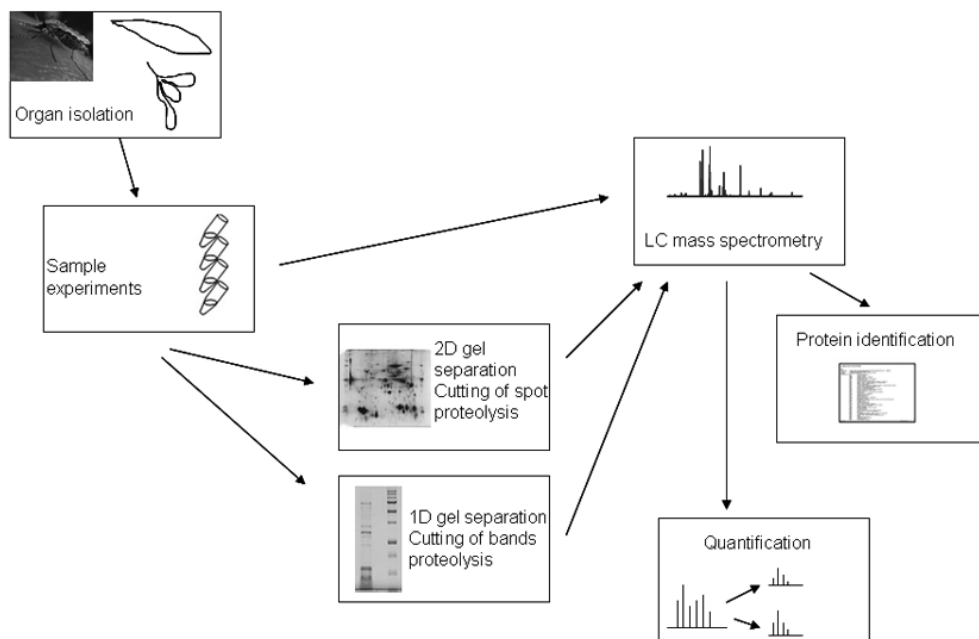 Organ isolation
Sample
experiments
LC mass spectrometry
2D gel
separation
Cutting of spot
proteolysis
Protein identification
1D gel separation
Cutting of bands
proteolysis
Quantification